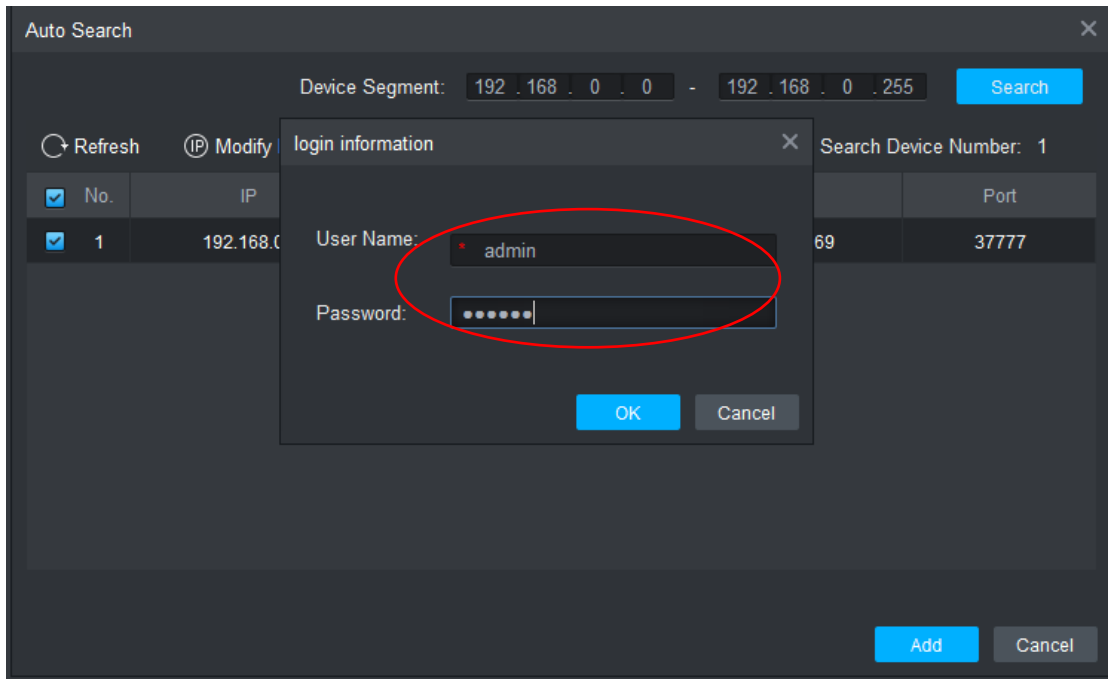 Auto Search
Device Segment: 192 . 168 . 0 . 0 - 192 . 168 . 0 . 255 Search
Refresh IP Modify login information Search Device Number: 1
No. IP Port
1 192.168.0 69 37777
User Name: * admin
Password: ●●●●●●
OK Cancel
Add Cancel